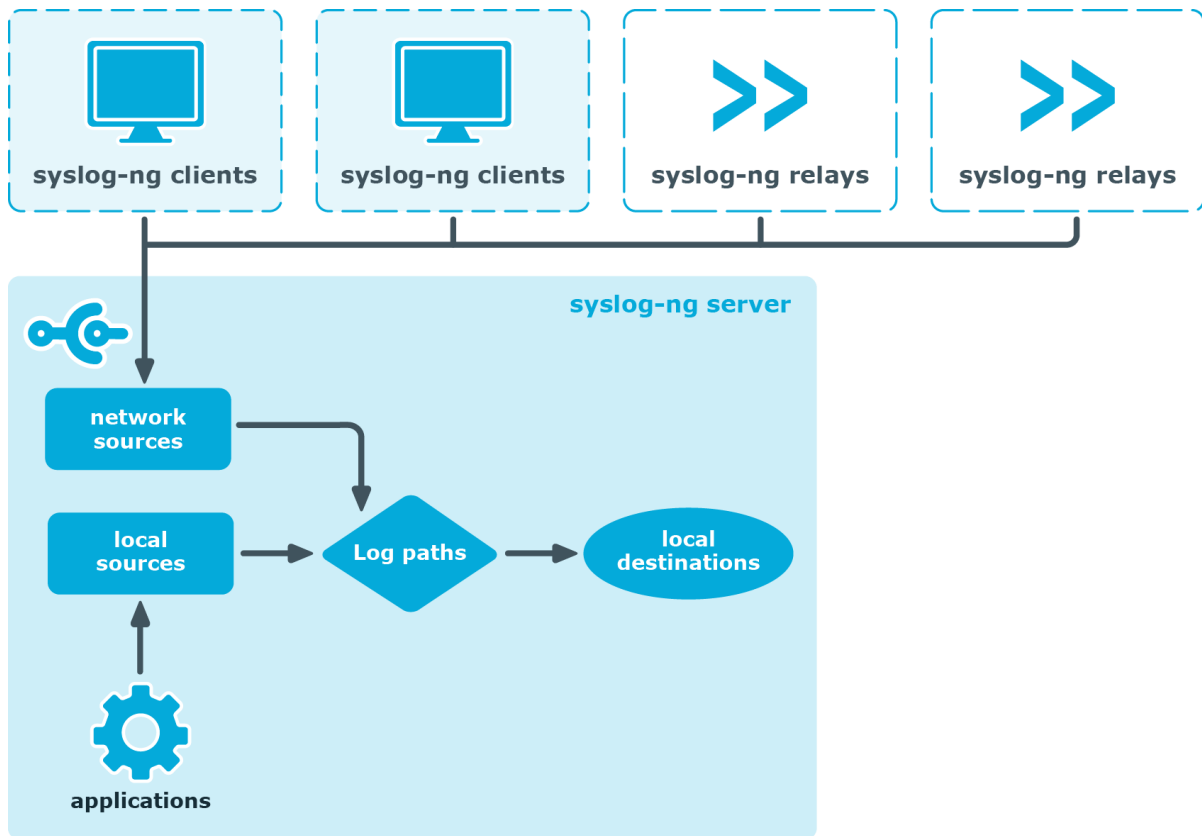 syslog-ng clients
syslog-ng clients
syslog-ng relays
syslog-ng relays
syslog-ng server
network
sources
local
sources
Log paths
local
destinations
applications